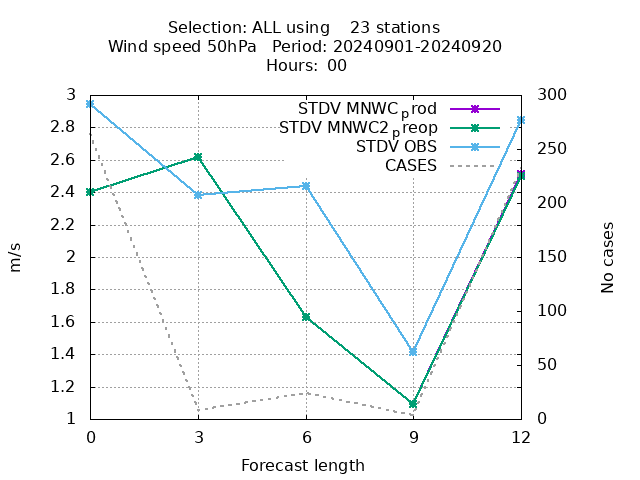 Selection: ALL using    23 stations
Wind speed 50hPa   Period: 20240901-20240920
Hours:  00
STDV MNWCprod
STDV MNWC2preop
STDV OBS
CASES
3
2.8
2.6
2.4
2.2
2
1.8
1.6
1.4
1.2
1
300
250
200
150
100
50
0
m/s
No cases
0 3 6 9 12
Forecast length